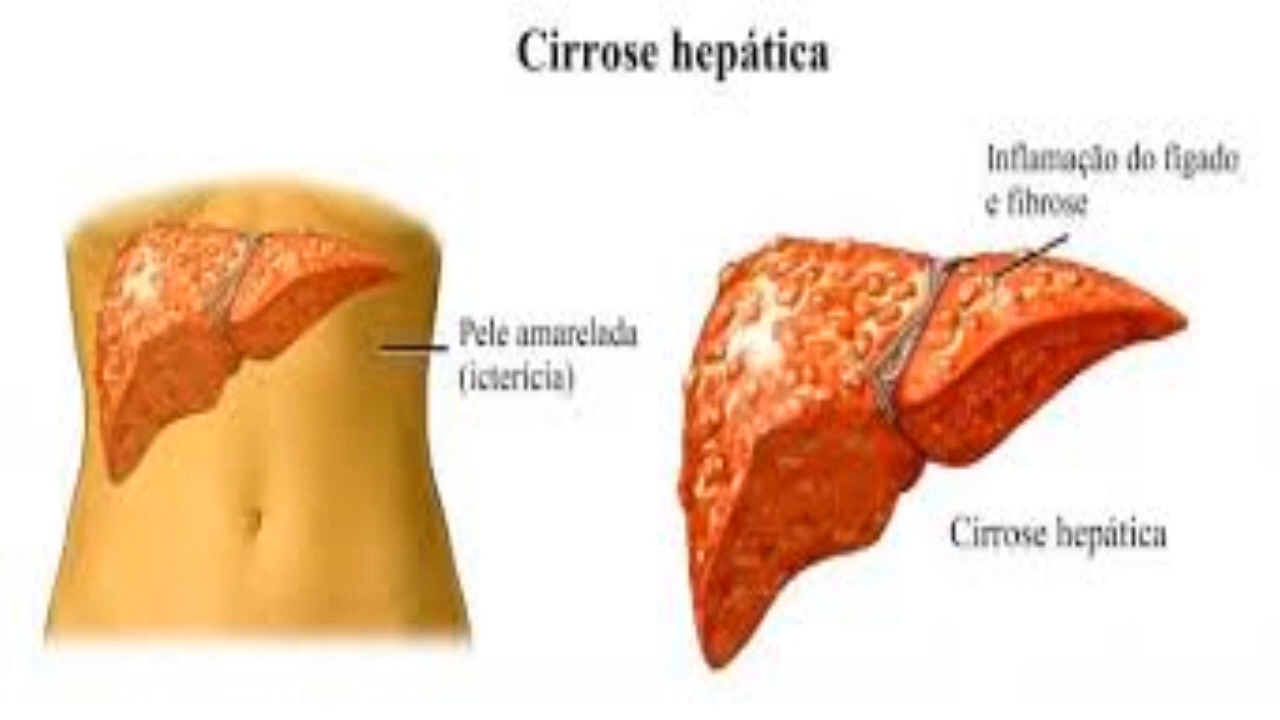 Cirrose hepática
Inflamação do fígado
e fibrose
Pele amarelada
(icterícia)
Cirrose hepática